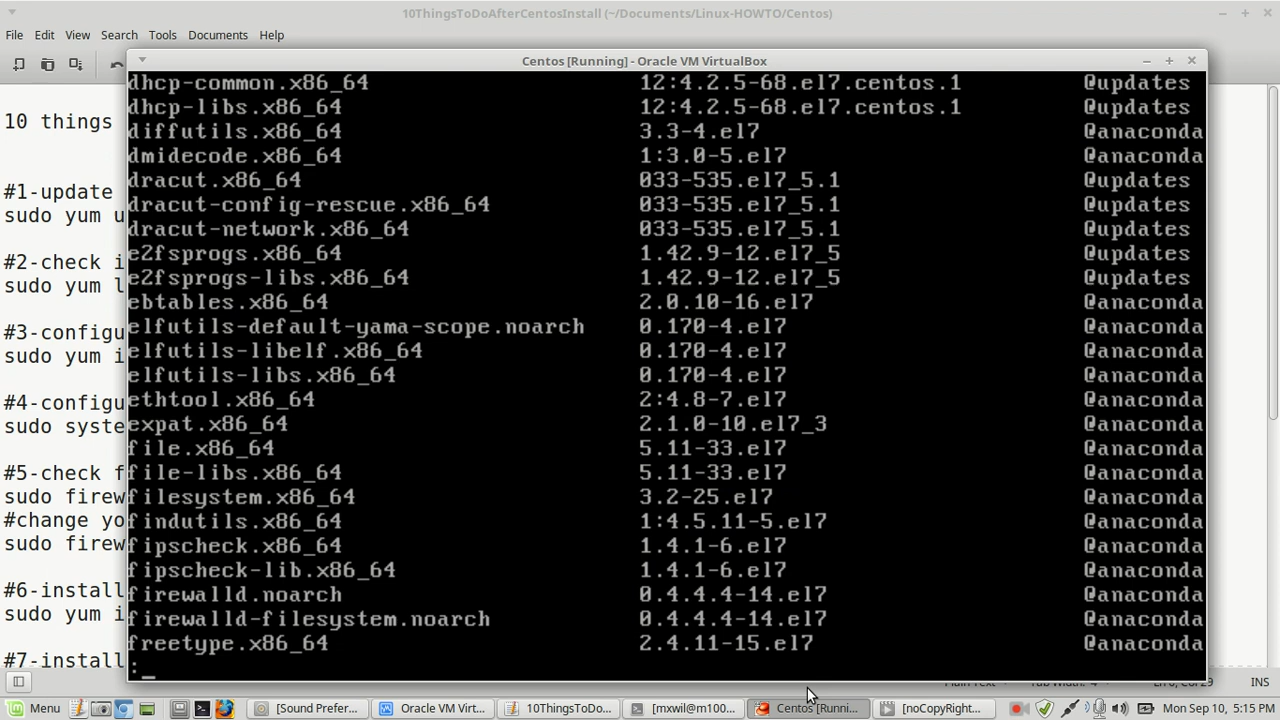 10ThingsToDoAfterCentosInstall (~/Documents/Linux-HOWTO/Centos)
File Edit View Search Tools Documents Help
Centos [Running] - Oracle VM VirtualBox
10 things
#1-update
sudo yum u
#2-check i
sudo yum l
#3-configu
sudo yum i
#4-configu
sudo syste
#5-check f
sudo firew
#change yo
sudo firew
#6-install
sudo yum i
#7-install
dhcp-common.x86_64 12:4.2.5-68.el7.centos.1 @updates
dhcp-libs.x86_64 12:4.2.5-68.el7.centos.1 @updates
diffutils.x86_64 3.3-4.el7 @anaconda
dmidecode.x86_64 1:3.0-5.el7 @anaconda
dracut.x86_64 033-535.el7_5.1 @updates
dracut-config-rescue.x86_64 033-535.el7_5.1 @updates
dracut-network.x86_64 033-535.el7_5.1 @updates
e2fsprogs.x86_64 1.42.9-12.el7_5 @updates
e2fsprogs-libs.x86_64 1.42.9-12.el7_5 @updates
ebtables.x86_64 2.0.10-16.el7 @anaconda
elfutils-default-yama-scope.noarch 0.170-4.el7 @anaconda
elfutils-libelf.x86_64 0.170-4.el7 @anaconda
elfutils-libs.x86_64 0.170-4.el7 @anaconda
ethtool.x86_64 2:4.8-7.el7 @anaconda
expat.x86_64 2.1.0-10.el7_3 @anaconda
file.x86_64 5.11-33.el7 @anaconda
file-libs.x86_64 5.11-33.el7 @anaconda
filesystem.x86_64 3.2-25.el7 @anaconda
findutils.x86_64 1:4.5.11-5.el7 @anaconda
fipscheck.x86_64 1.4.1-6.el7 @anaconda
fipscheck-lib.x86_64 1.4.1-6.el7 @anaconda
firewalld.noarch 0.4.4.4-14.el7 @anaconda
firewalld-filesystem.noarch 0.4.4.4-14.el7 @anaconda
freetype.x86_64 2.4.11-15.el7 @anaconda
:_
INS
Menu [Sound Prefer... Oracle VM Virt... 10ThingsToDo... [mxwil@m100... Centos [Runni... [noCopyRight... Mon Sep 10, 5:15 PM